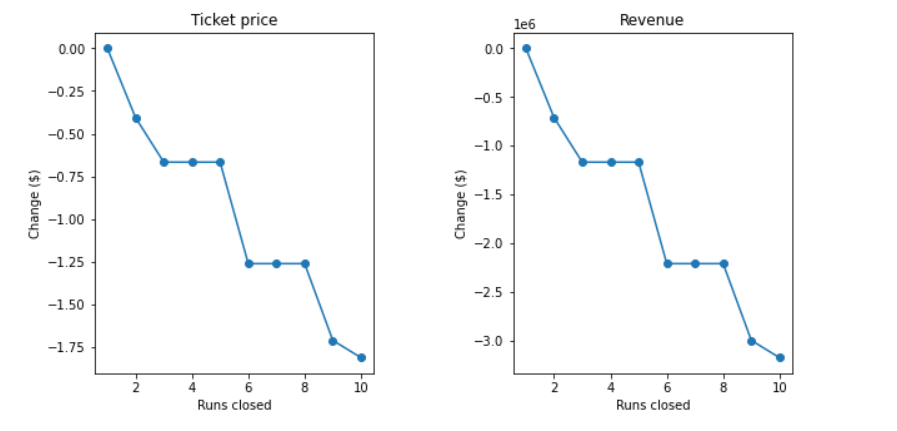 Ticket price
0.00
−0.25
−0.50
−0.75
−1.00
−1.25
−1.50
−1.75
Change ($)
2 4 6 8 10
Runs closed
Revenue
1e6
0.0
−0.5
−1.0
−1.5
−2.0
−2.5
−3.0
Change ($)
2 4 6 8 10
Runs closed